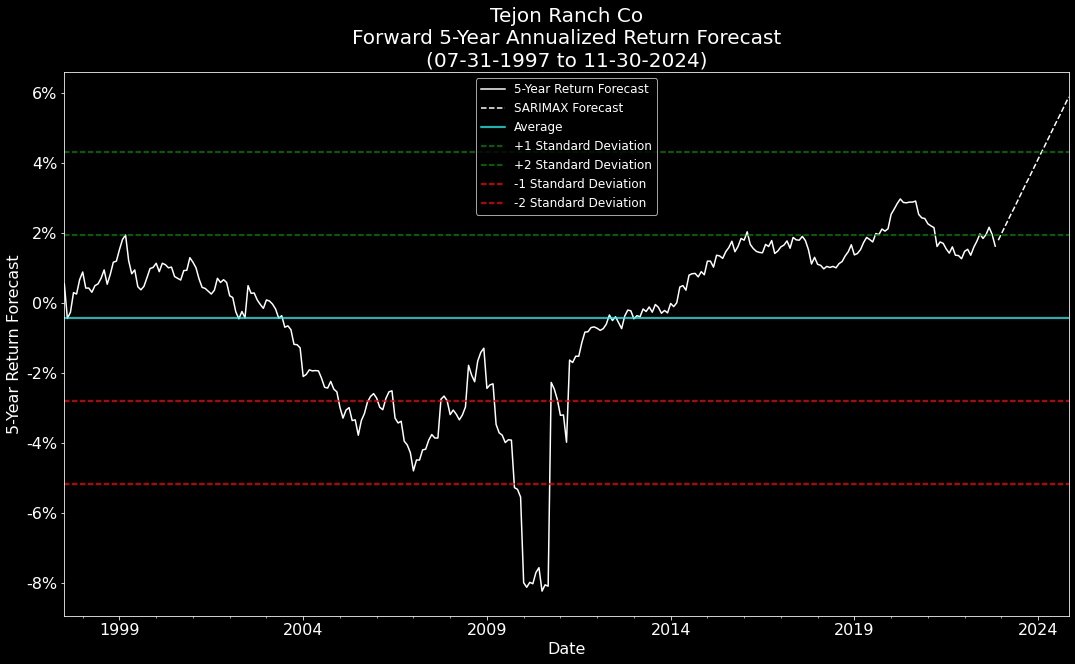 Tejon Ranch Co
Forward 5-Year Annualized Return Forecast
(07-31-1997 to 11-30-2024)
5-Year Return Forecast
SARIMAX Forecast
Average
+1 Standard Deviation
+2 Standard Deviation
-1 Standard Deviation
-2 Standard Deviation
5-Year Return Forecast
6%
4%
2%
0%
-2%
-4%
-6%
-8%
1999
2004
2009
2014
2019
2024
Date